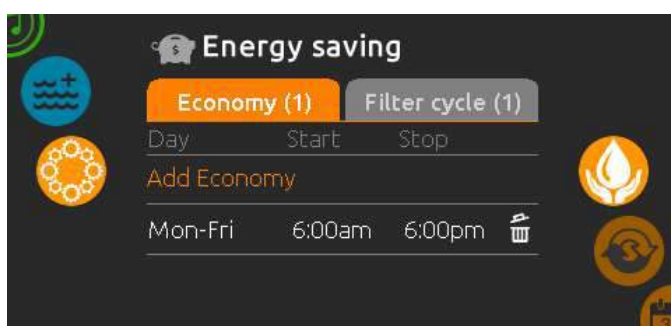 Energy saving
Economy (1) Filter cycle (1)
Day Start Stop
Add Economy
Mon-Fri 6:00am 6:00pm